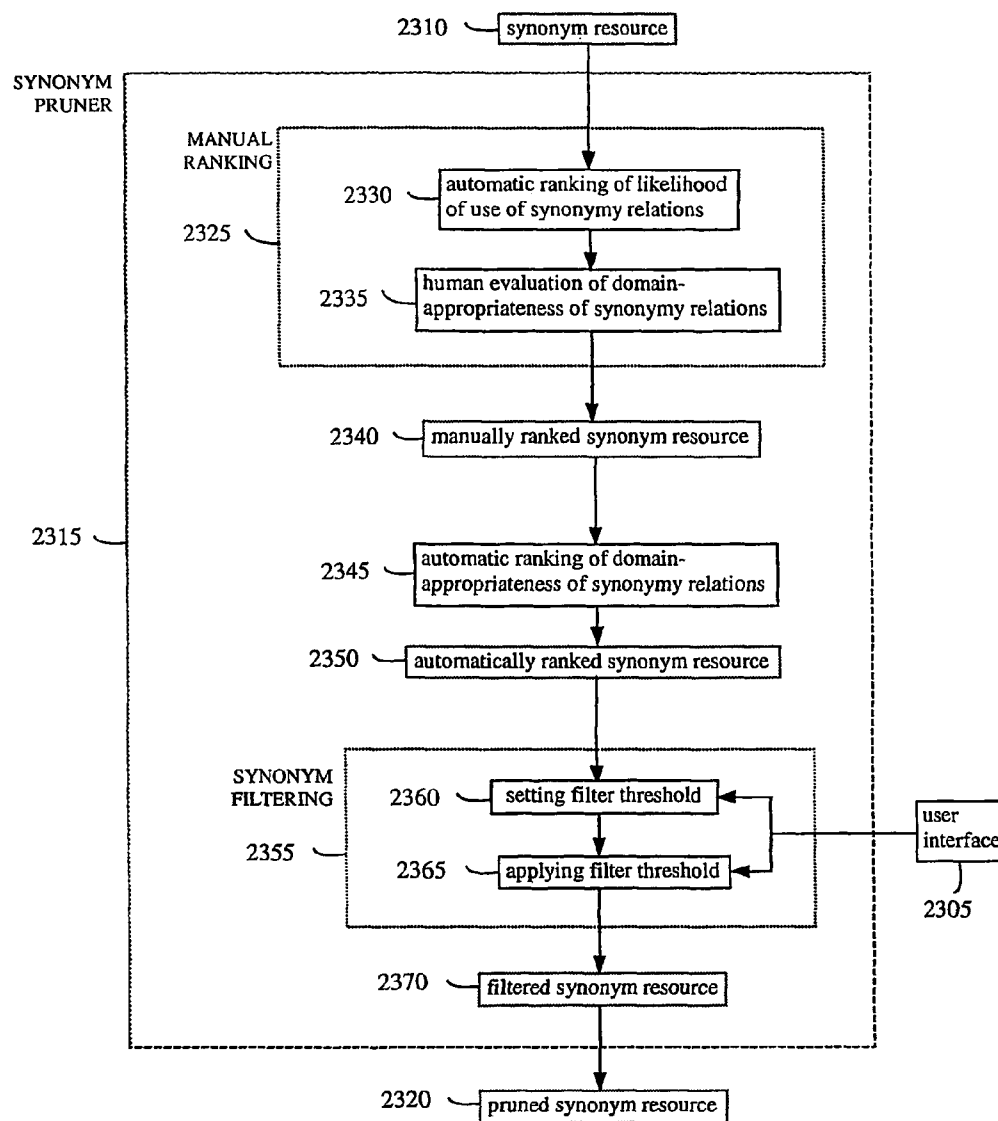 2310
synonym resource
SYNONYM
PRUNER
MANUAL
RANKING
2330
automatic ranking of likelihood
of use of synonymy relations
2325
2335
human evaluation of domain-
appropriateness of synonymy relations
2340
manually ranked synonym resource
2315
2345
automatic ranking of domain-
appropriateness of synonymy relations
2350
automatically ranked synonym resource
SYNONYM
FILTERING
2360
setting filter threshold
2355
2365
applying filter threshold
user
interface
2305
2370
filtered synonym resource
2320
pruned synonym resource